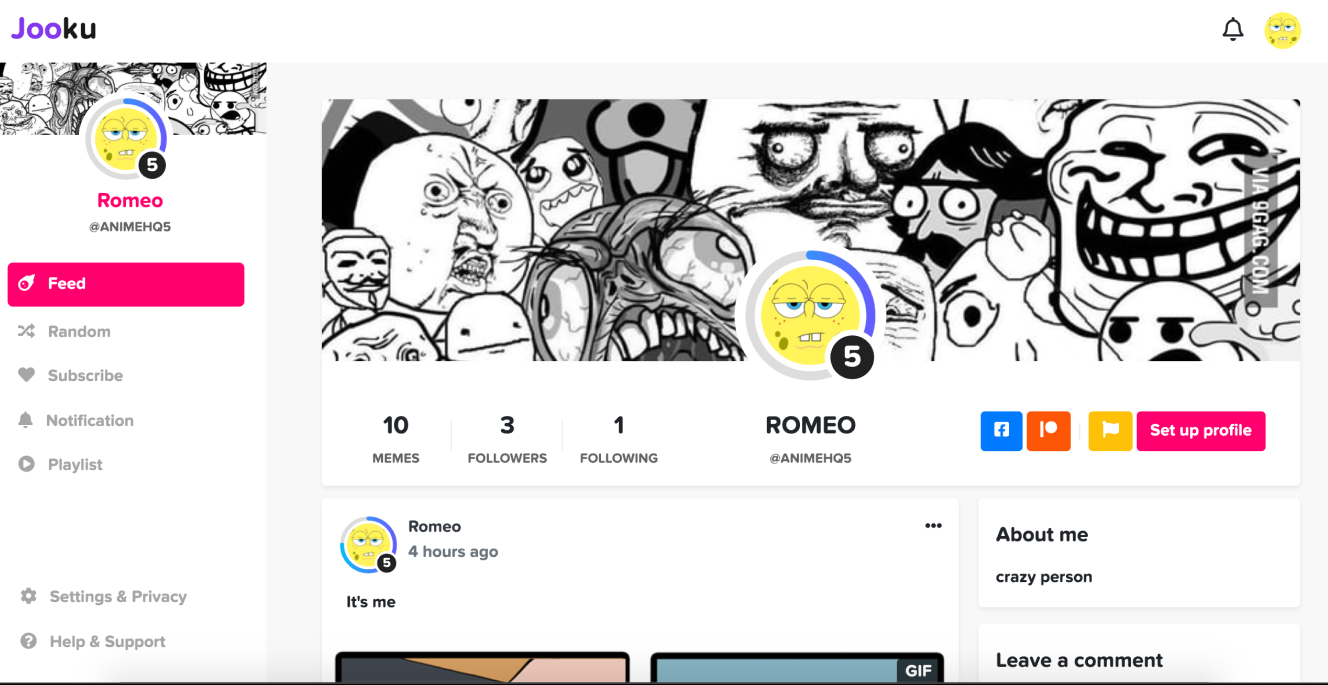 Jooku
5
Romeo
@ANIMEHQ5
Feed
Random
Subscribe
Notification
Playlist
Settings & Privacy
Help & Support
VIA 9GAG.COM
5
10
MEMES
3
FOLLOWERS
1
FOLLOWING
ROMEO
@ANIMEHQ5
Set up profile
Romeo
4 hours ago
5
It's me
GIF
About me
crazy person
Leave a comment